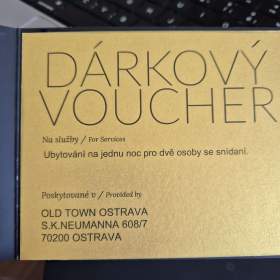 DÁRKOVÝ
VOUCHER
Na služby / For Services
Ubytování na jednu noc pro dvě osoby se snídaní.
Poskytované v / Provided by
OLD TOWN OSTRAVA
S.K.NEUMANNA 608/7
70200 OSTRAVA